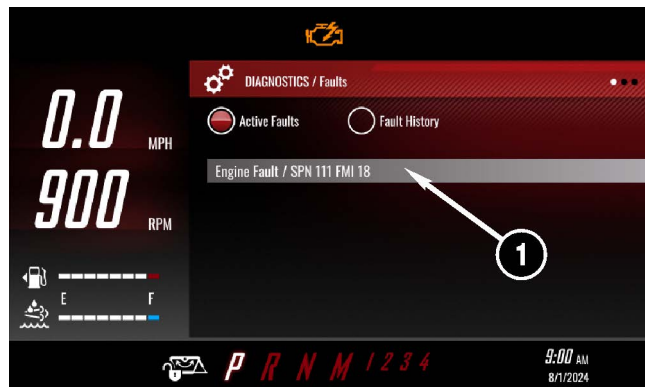 DIAGNOSTICS / Faults
Active Faults
Fault History
0.0 MPH
Engine Fault / SPN 111 FMI 18
900 RPM
1
E F
P R N M 1 2 3 4
9:00 AM
8/1/2024